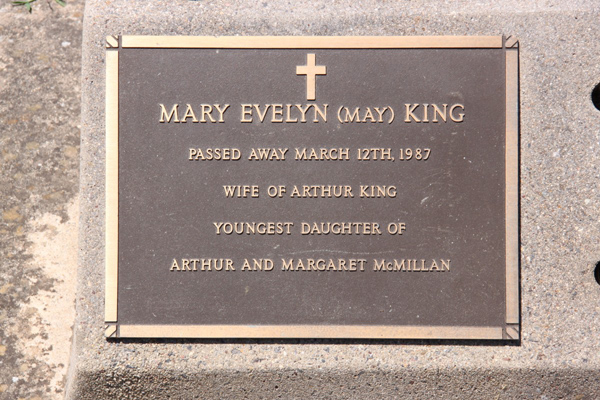 MARY EVELYN (MAY) KING
PASSED AWAY MARCH 12TH, 1987
WIFE OF ARTHUR KING
YOUNGEST DAUGHTER OF
ARTHUR AND MARGARET McMILLAN